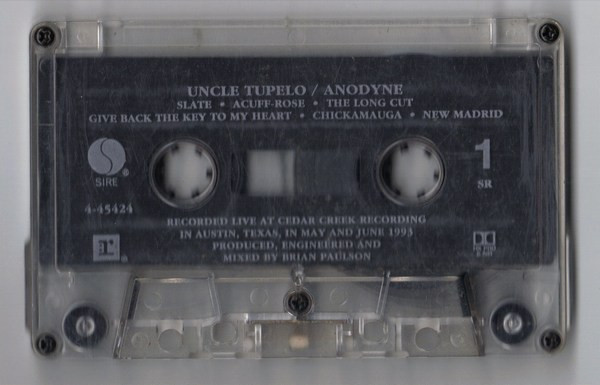 UNCLE TUPELO / ANODYNE
SLATE • ACUFF-ROSE • THE LONG CUT
GIVE BACK THE KEY TO MY HEART • CHICKAMAUGA • NEW MADRID
S
SIRE ®
1
SR
4-45424
RECORDED LIVE AT CEDAR CREEK RECORDING
IN AUSTIN, TEXAS, IN MAY AND JUNE 1993
PRODUCED, ENGINEERED AND
MIXED BY BRIAN PAULSON
r ®